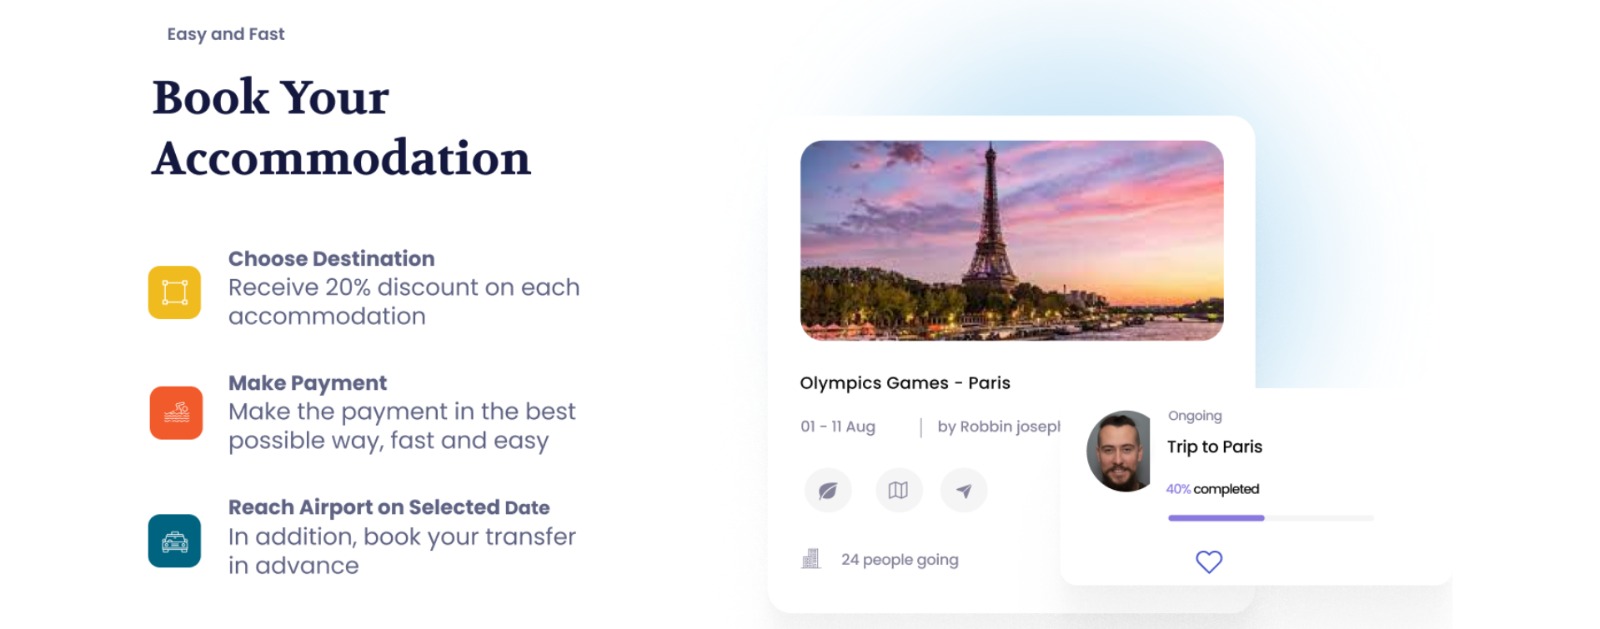 Easy and Fast
Book Your
Accommodation
Choose Destination
Receive 20% discount on each
accommodation
Make Payment
Make the payment in the best
possible way, fast and easy
Reach Airport on Selected Date
In addition, book your transfer
in advance
Olympics Games - Paris
01 - 11 Aug
by Robbin joseph
24 people going
Ongoing
Trip to Paris
40% completed